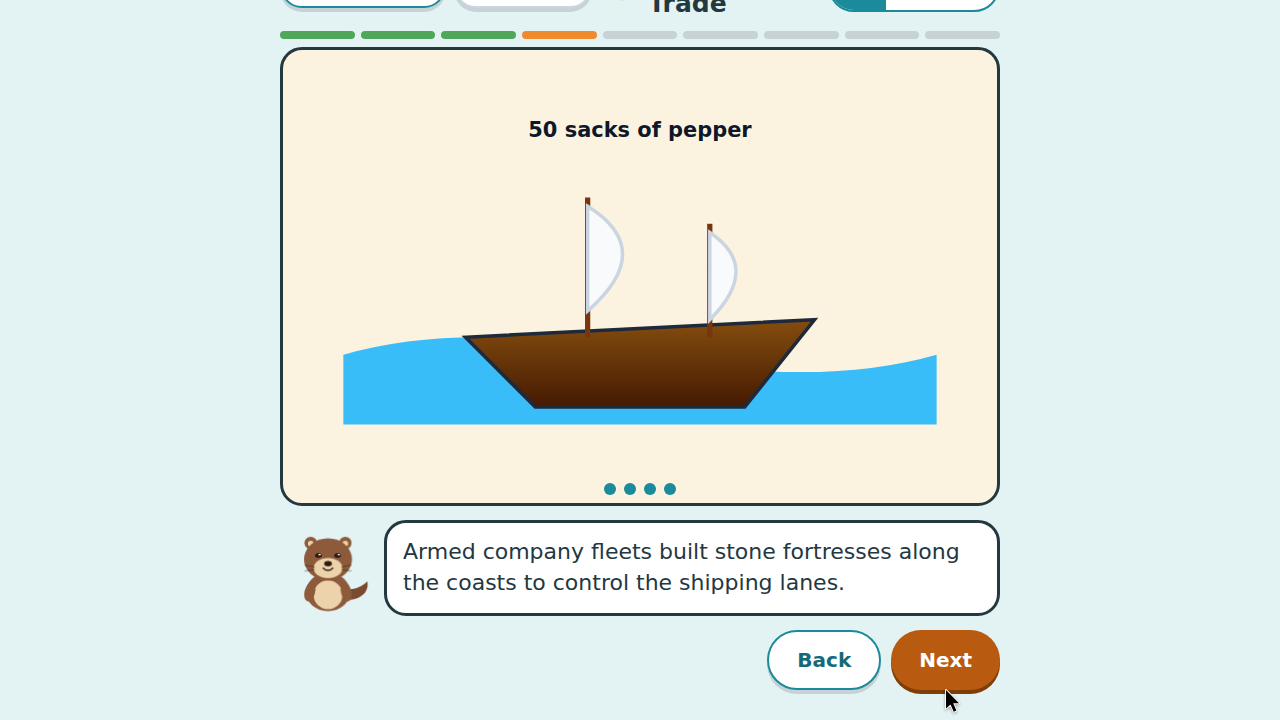 Trade
50 sacks of pepper
Armed company fleets built stone fortresses along
the coasts to control the shipping lanes.
Back
Next